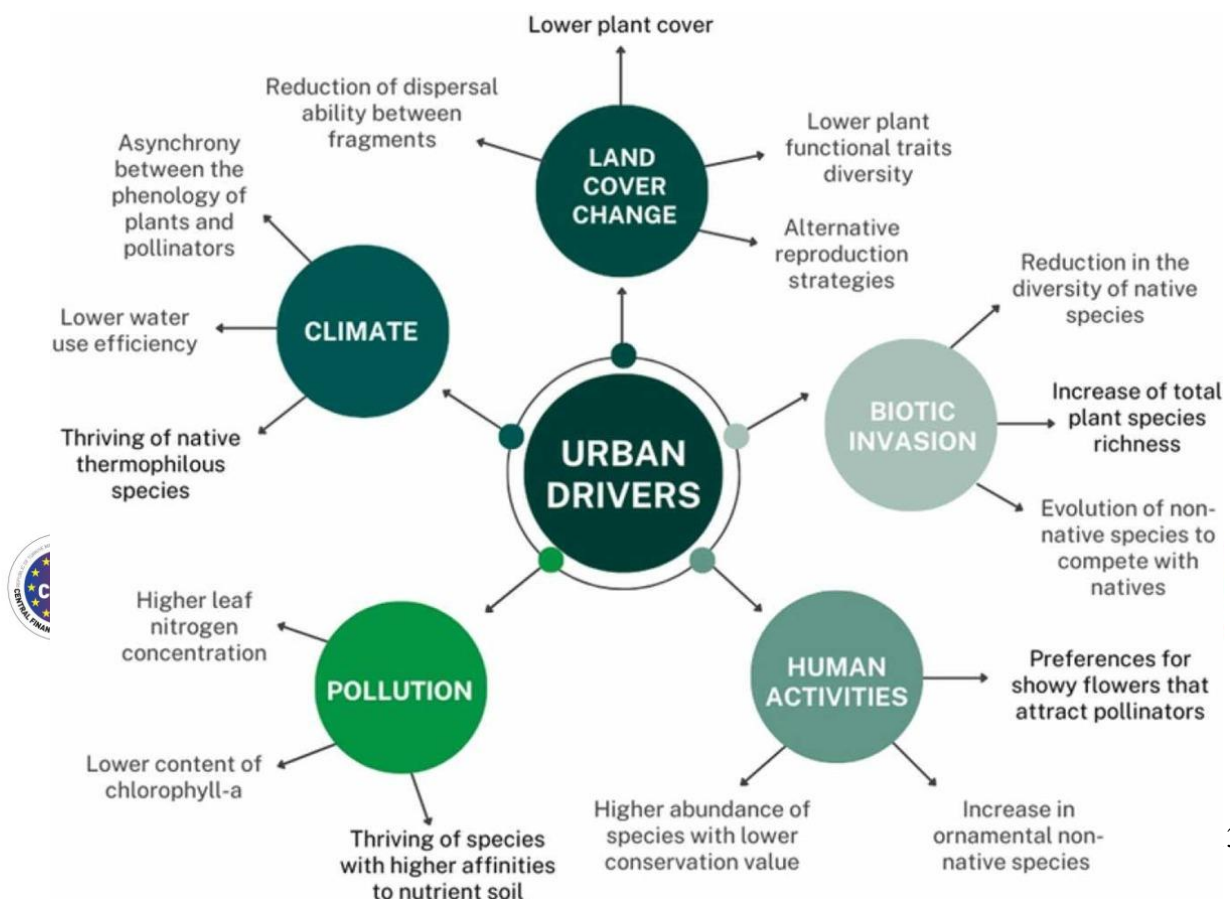 Lower plant cover
Reduction of dispersal
ability between
fragments
LAND
COVER
CHANGE
Lower plant
functional traits
diversity
Alternative
reproduction
strategies
Asynchrony
between the
phenology of
plants and
pollinators
Lower water
use efficiency
CLIMATE
Thriving of native
thermophilous
species
Reduction in the
diversity of native
species
BIOTIC
INVASION
Increase of total
plant species
richness
Evolution of non-
native species to
compete with
natives
URBAN
DRIVERS
Higher leaf
nitrogen
concentration
POLLUTION
Lower content of
chlorophyll-a
Thriving of species
with higher affinities
to nutrient soil
HUMAN
ACTIVITIES
Preferences for
showy flowers that
attract pollinators
Higher abundance of
species with lower
conservation value
Increase in
ornamental non-
native species
CENTRAL